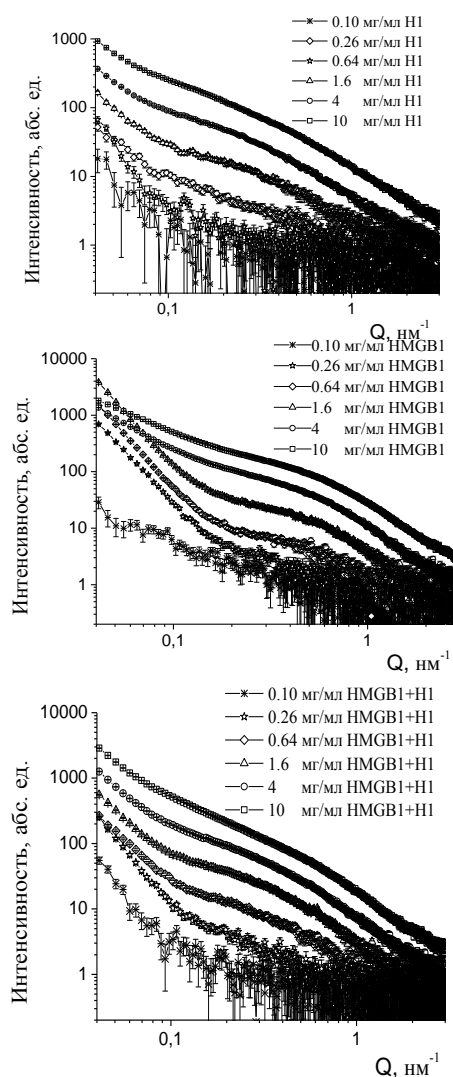 0.10 мг/мл H1
0.26 мг/мл H1
0.64 мг/мл H1
1.6 мг/мл H1
4 мг/мл H1
10 мг/мл H1
1000
100
10
1
Интенсивность, абс. ед.
0,1
1
Q, нм⁻¹
0.10 мг/мл HMGB1
0.26 мг/мл HMGB1
0.64 мг/мл HMGB1
1.6 мг/мл HMGB1
4 мг/мл HMGB1
10 мг/мл HMGB1
10000
1000
100
10
1
Интенсивность, абс. ед.
0,1
1
Q, нм⁻¹
0.10 мг/мл HMGB1+H1
0.26 мг/мл HMGB1+H1
0.64 мг/мл HMGB1+H1
1.6 мг/мл HMGB1+H1
4 мг/мл HMGB1+H1
10 мг/мл HMGB1+H1
10000
1000
100
10
1
Интенсивность, абс. ед.
0,1
1
Q, нм⁻¹